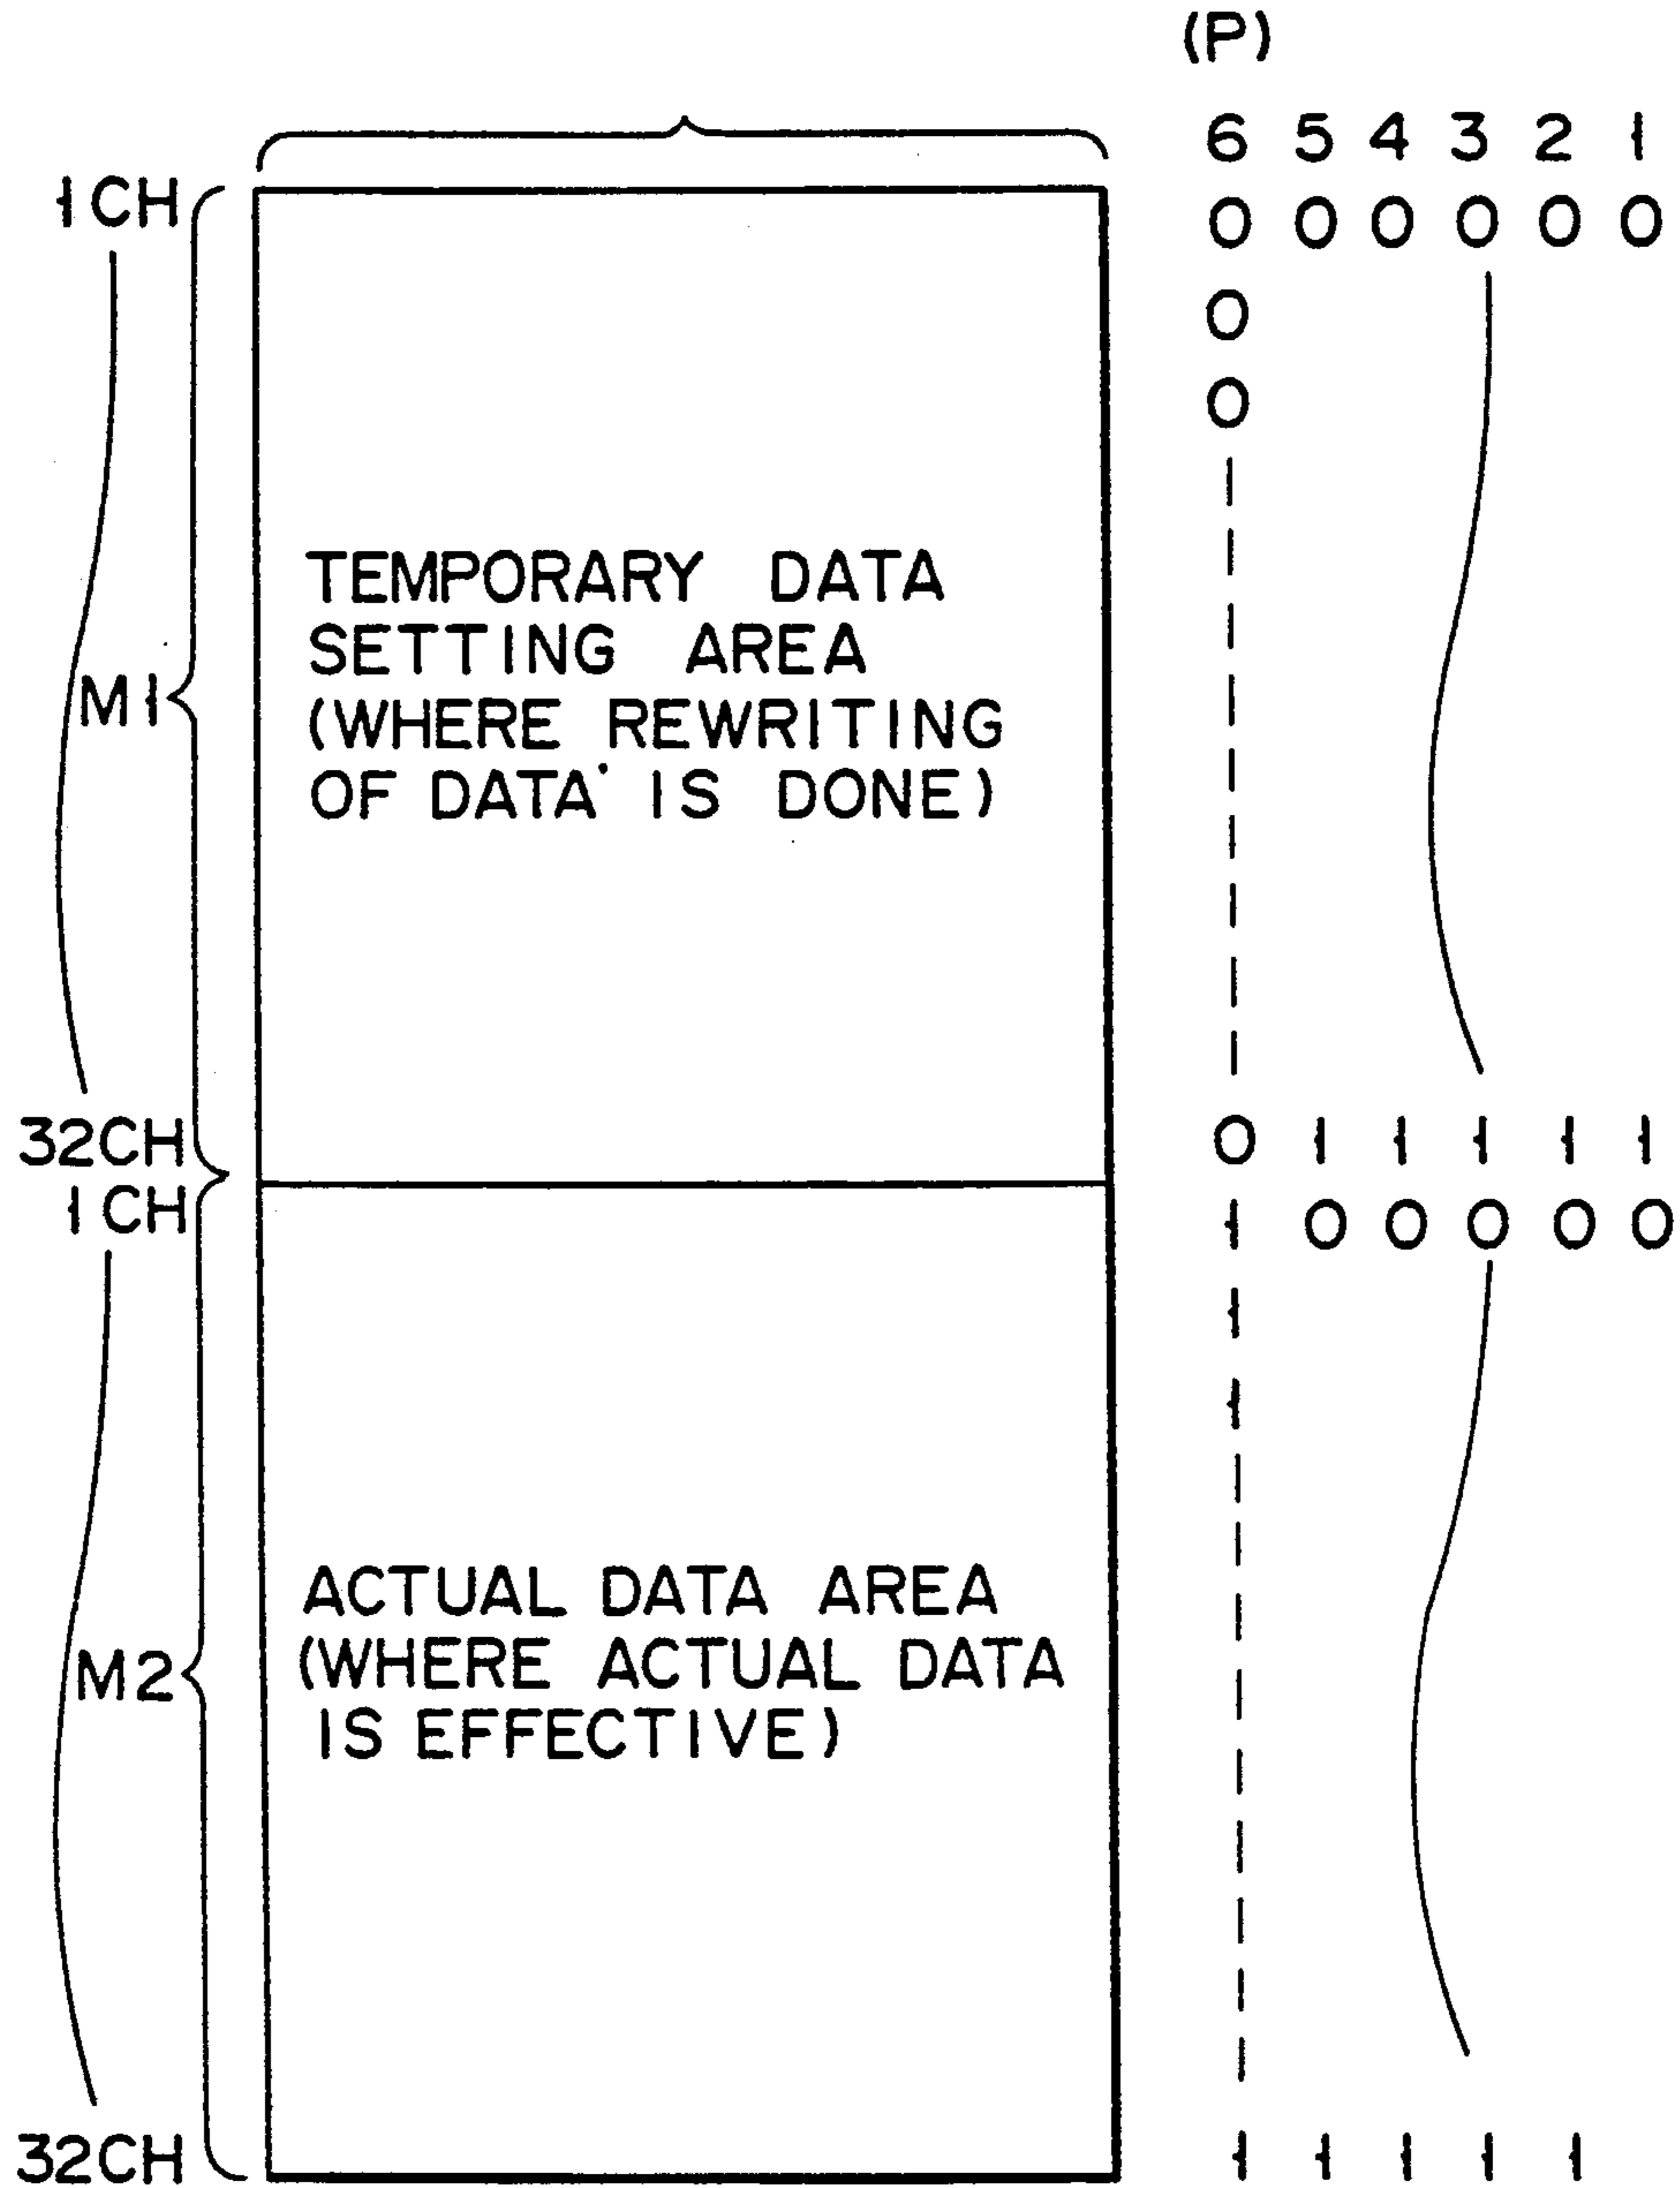 (P)
6 5 4 3 2 1
1CH 0 0 0 0 0 0
0
0
TEMPORARY DATA
SETTING AREA
M1 (WHERE REWRITING
OF DATA IS DONE)
32CH 0 1 1 1 1 1
1CH 1 0 0 0 0 0
1
1
ACTUAL DATA AREA
M2 (WHERE ACTUAL DATA
IS EFFECTIVE)
32CH 1 1 1 1 1